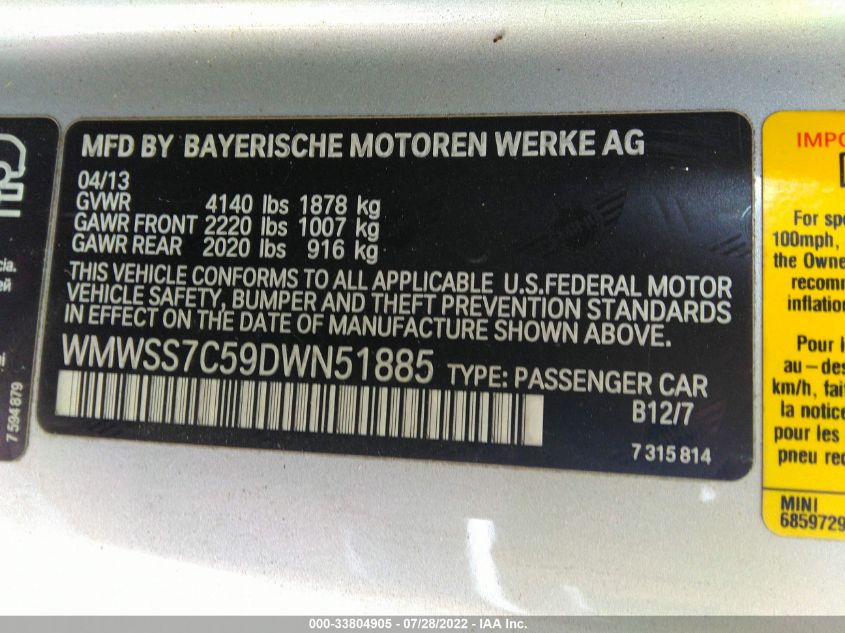 MFD BY BAYERISCHE MOTOREN WERKE AG
04/13
GVWR 4140 lbs 1878 kg
GAWR FRONT 2220 lbs 1007 kg
GAWR REAR 2020 lbs 916 kg
THIS VEHICLE CONFORMS TO ALL APPLICABLE U.S.FEDERAL MOTOR
VEHICLE SAFETY, BUMPER AND THEFT PREVENTION STANDARDS
IN EFFECT ON THE DATE OF MANUFACTURE SHOWN ABOVE.
WMWSS7C59DWN51885 TYPE: PASSENGER CAR
B12/7
7 315 814
7 594 879
For spe
100mph,
the Owne
recomm
inflation
Pour l
au-des
km/h, fait
la notice
pour les
pneu rec
MINI
6859729
000-33804905 - 07/28/2022 - IAA Inc.